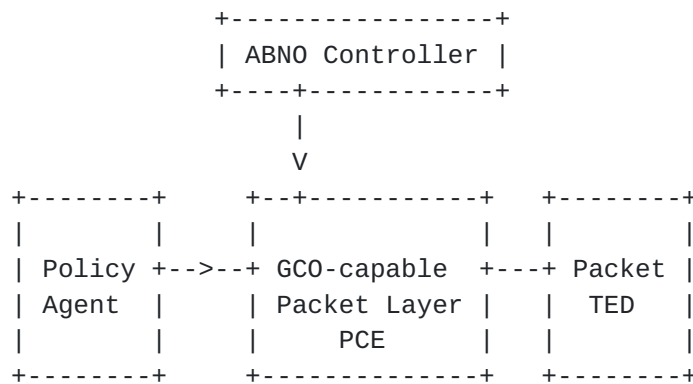 ABNO Controller
V
Policy GCO-capable Packet
Agent Packet Layer TED
PCE